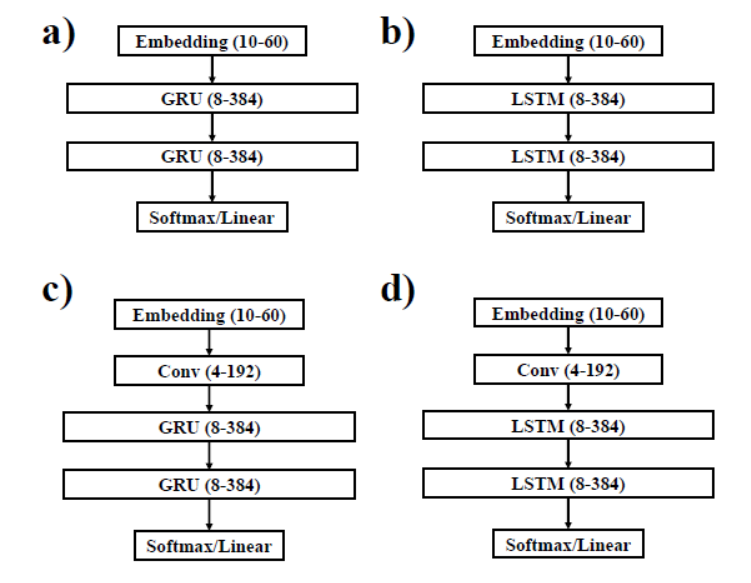 a)
Embedding (10-60)
GRU (8-384)
GRU (8-384)
Softmax/Linear
b)
Embedding (10-60)
LSTM (8-384)
LSTM (8-384)
Softmax/Linear
c)
Embedding (10-60)
Conv (4-192)
GRU (8-384)
GRU (8-384)
Softmax/Linear
d)
Embedding (10-60)
Conv (4-192)
LSTM (8-384)
LSTM (8-384)
Softmax/Linear